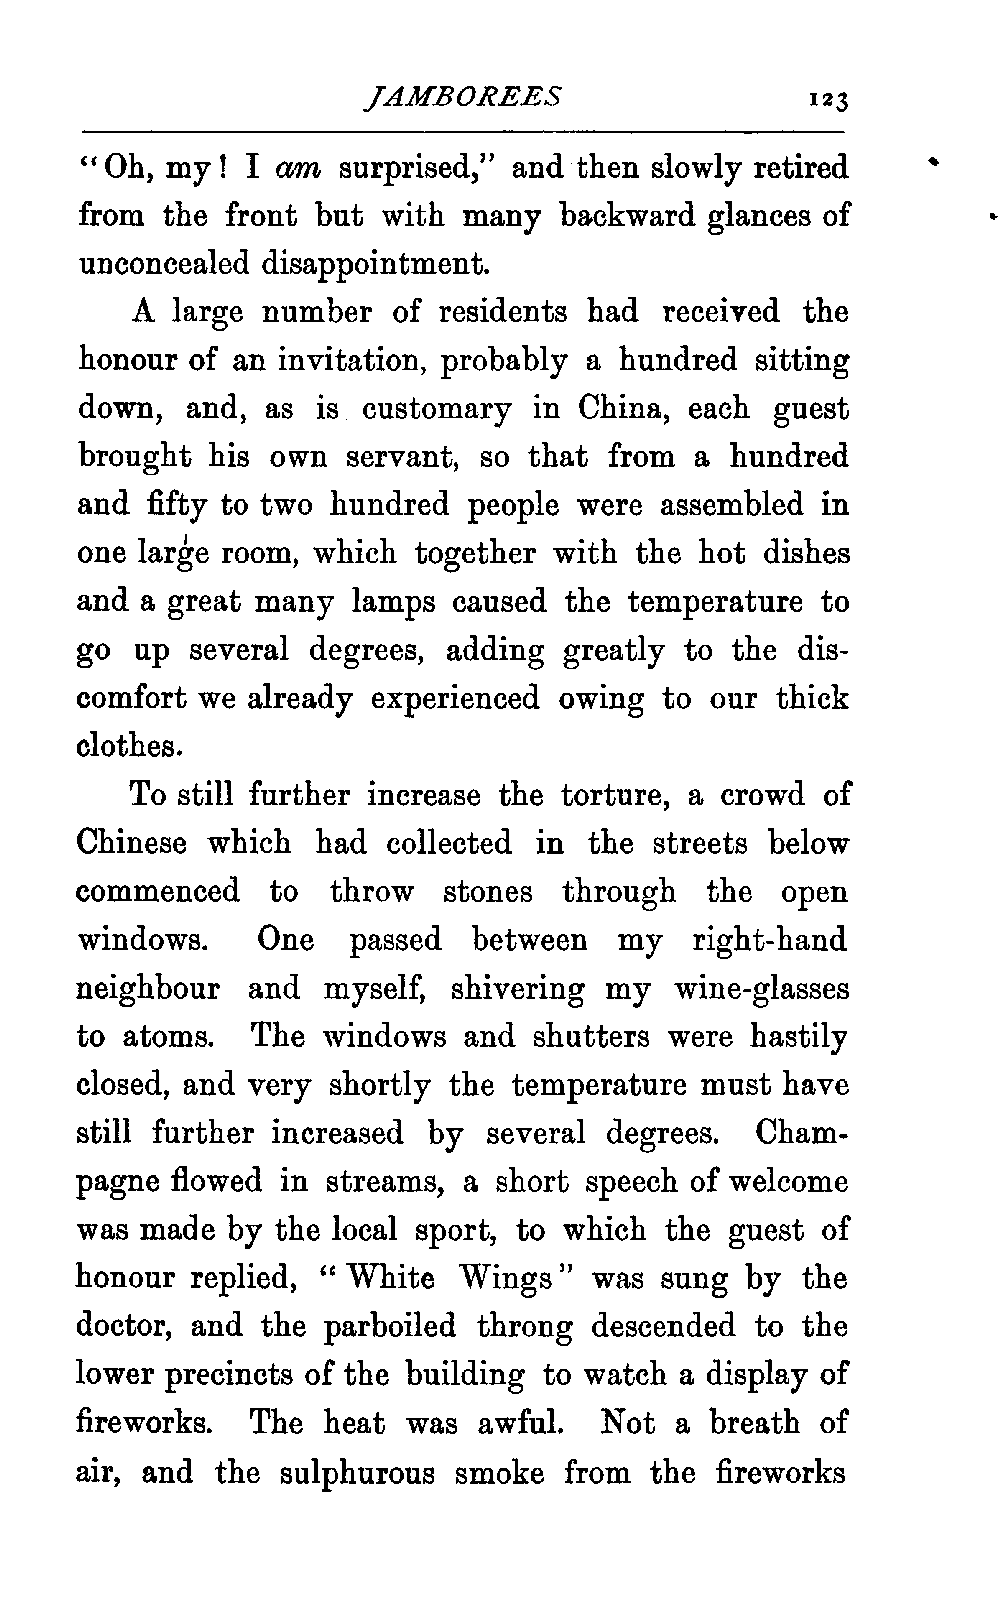 JAMBOREES 123
“Oh, my! I am surprised,” and then slowly retired
from the front but with many backward glances of
unconcealed disappointment.
A large number of residents had received the
honour of an invitation, probably a hundred sitting
down, and, as is customary in China, each guest
brought his own servant, so that from a hundred
and fifty to two hundred people were assembled in
one large room, which together with the hot dishes
and a great many lamps caused the temperature to
go up several degrees, adding greatly to the dis-
comfort we already experienced owing to our thick
clothes.
To still further increase the torture, a crowd of
Chinese which had collected in the streets below
commenced to throw stones through the open
windows. One passed between my right-hand
neighbour and myself, shivering my wine-glasses
to atoms. The windows and shutters were hastily
closed, and very shortly the temperature must have
still further increased by several degrees. Cham-
pagne flowed in streams, a short speech of welcome
was made by the local sport, to which the guest of
honour replied, “White Wings” was sung by the
doctor, and the parboiled throng descended to the
lower precincts of the building to watch a display of
fireworks. The heat was awful. Not a breath of
air, and the sulphurous smoke from the fireworks